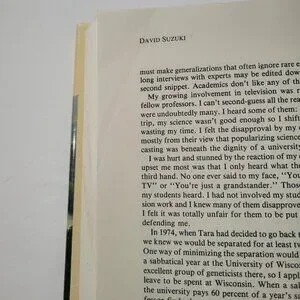 DAVID SUZUKI
must make generalizations that often ignore rare e
long interviews with experts may be edited dow
second snippet. Academics don't like any of th
My growing involvement in television was r
fellow professors. I can't second-guess all the rea
were undoubtedly many. I heard some of them:
trip, my science wasn't good enough so I shift
wasting my time. I felt the disapproval by my
mostly from their view that popularizing science
casting was beneath the dignity of a universit
I was hurt and stunned by the reaction of my
upset me most was that I only heard what the
third hand. No one ever said to my face, "You
TV" or "You're just a grandstander." Thos
my students heard. I had not involved my stud
sion work and I knew many of them disapprove
I felt it was totally unfair for them to be put
defending me.
In 1974, when Tara had decided to go back t
we knew we would be separated for at least tw
One way of minimizing the separation would
a sabbatical year at the University of Wiscon
excellent group of geneticists there, so I appl
leave to be spent at Wisconsin. When a sa
the university pays 60 percent of a year's sa